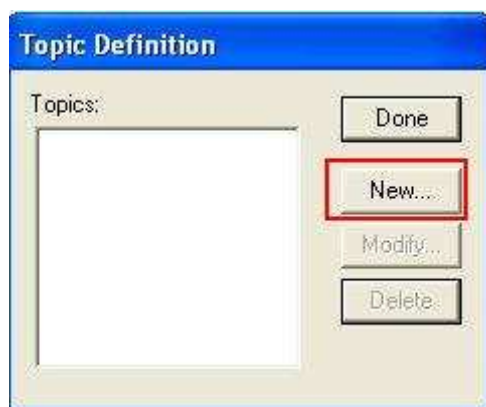 Topic Definition
Topics:
Done
New...
Modify...
Delete